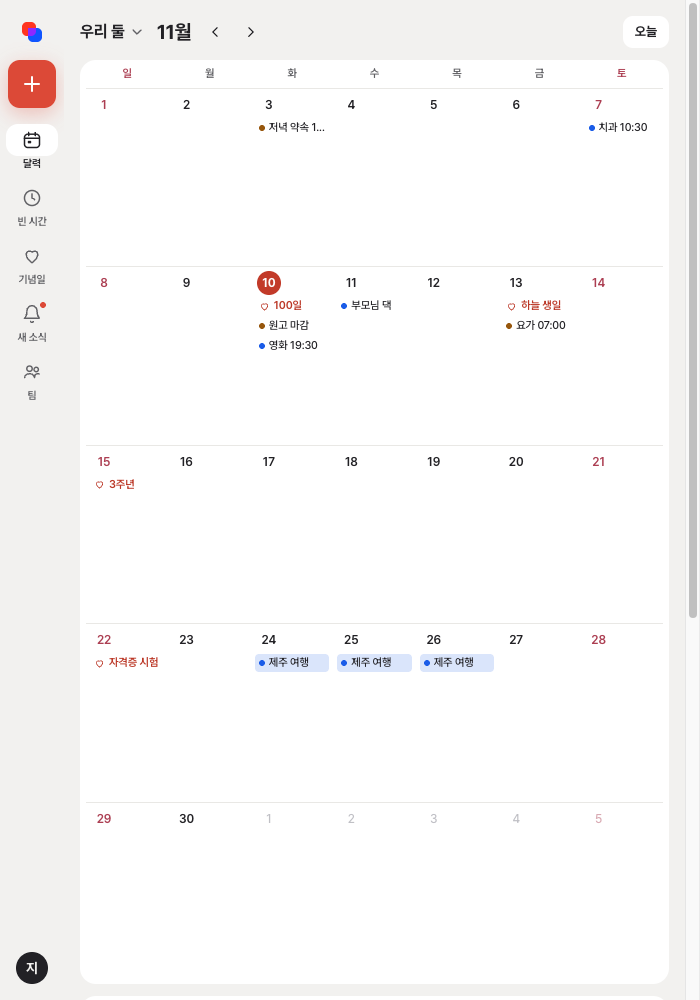 우리 둘 11월 오늘
일 월 화 수 목 금 토
1 2 3 4 5 6 7
저녁 약속 1... 치과 10:30
달력
빈 시간
기념일
새 소식
팀
8 9 10 11 12 13 14
100일 부모님 댁 하늘 생일
원고 마감 요가 07:00
영화 19:30
15 16 17 18 19 20 21
3주년
22 23 24 25 26 27 28
자격증 시험 제주 여행 제주 여행 제주 여행
29 30 1 2 3 4 5
지